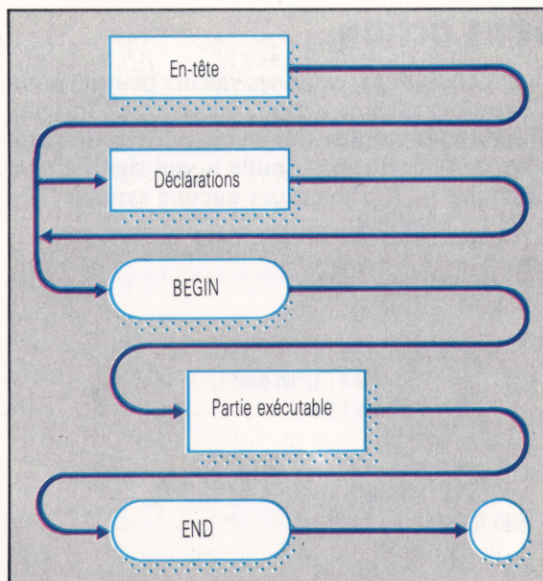 En-tête
Déclarations
BEGIN
Partie exécutable
END